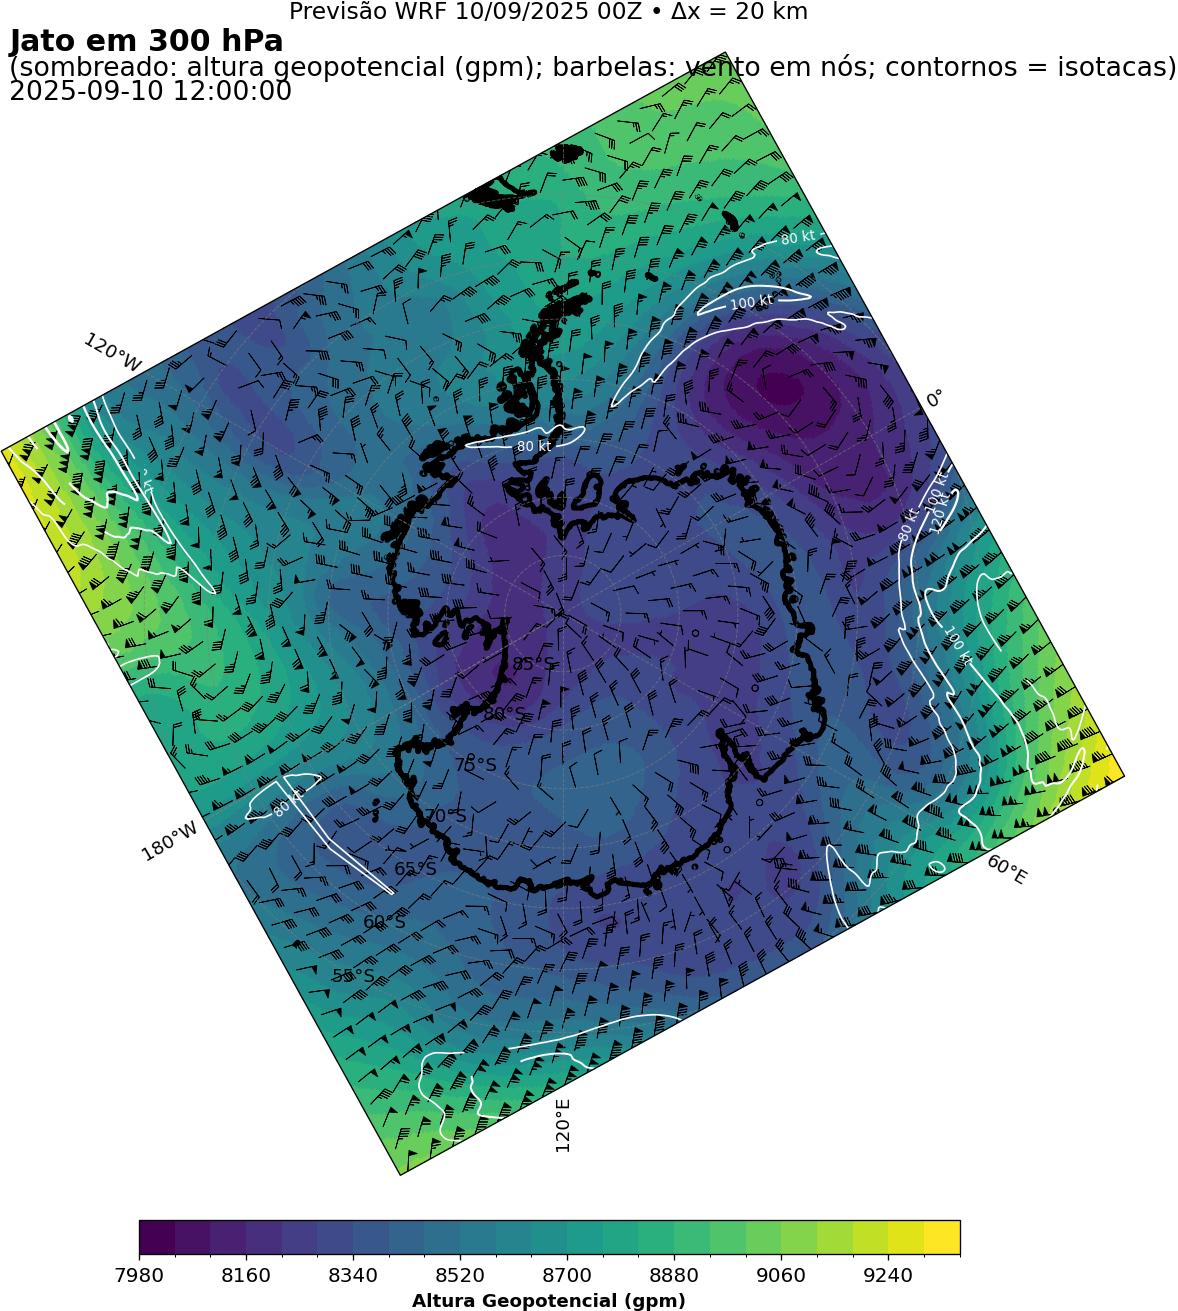 Previsão WRF 10/09/2025 00Z • Δx = 20 km
Jato em 300 hPa
(sombreado: altura geopotencial (gpm); barbelas: vento em nós; contornos = isotacas)
2025-09-10 12:00:00
80 kt
100 kt
120°W
0°
80 kt
100 kt
120 kt
80 kt
100 kt
85°S
80°S
75°S
80 kt
70°S
180°W
65°S
60°E
60°S
55°S
120°E
7980 8160 8340 8520 8700 8880 9060 9240
Altura Geopotencial (gpm)